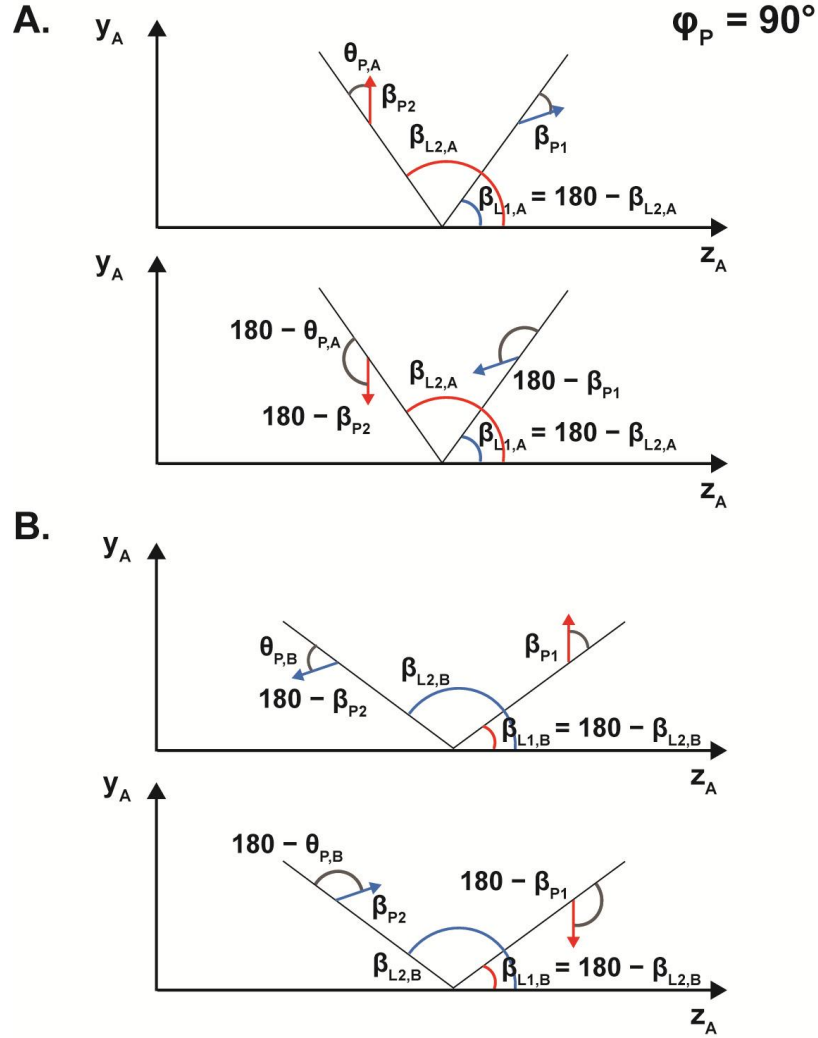 A.
φP = 90°
yA
θP,A
βP2
βL2,A
βP1
βL1,A = 180 − βL2,A
zA
yA
180 − θP,A
βL2,A
180 − βP1
180 − βP2
βL1,A = 180 − βL2,A
zA
B.
yA
θP,B
βP1
βL2,B
180 − βP2
βL1,B = 180 − βL2,B
zA
yA
180 − θP,B
180 − βP1
βP2
βL2,B
βL1,B = 180 − βL2,B
zA